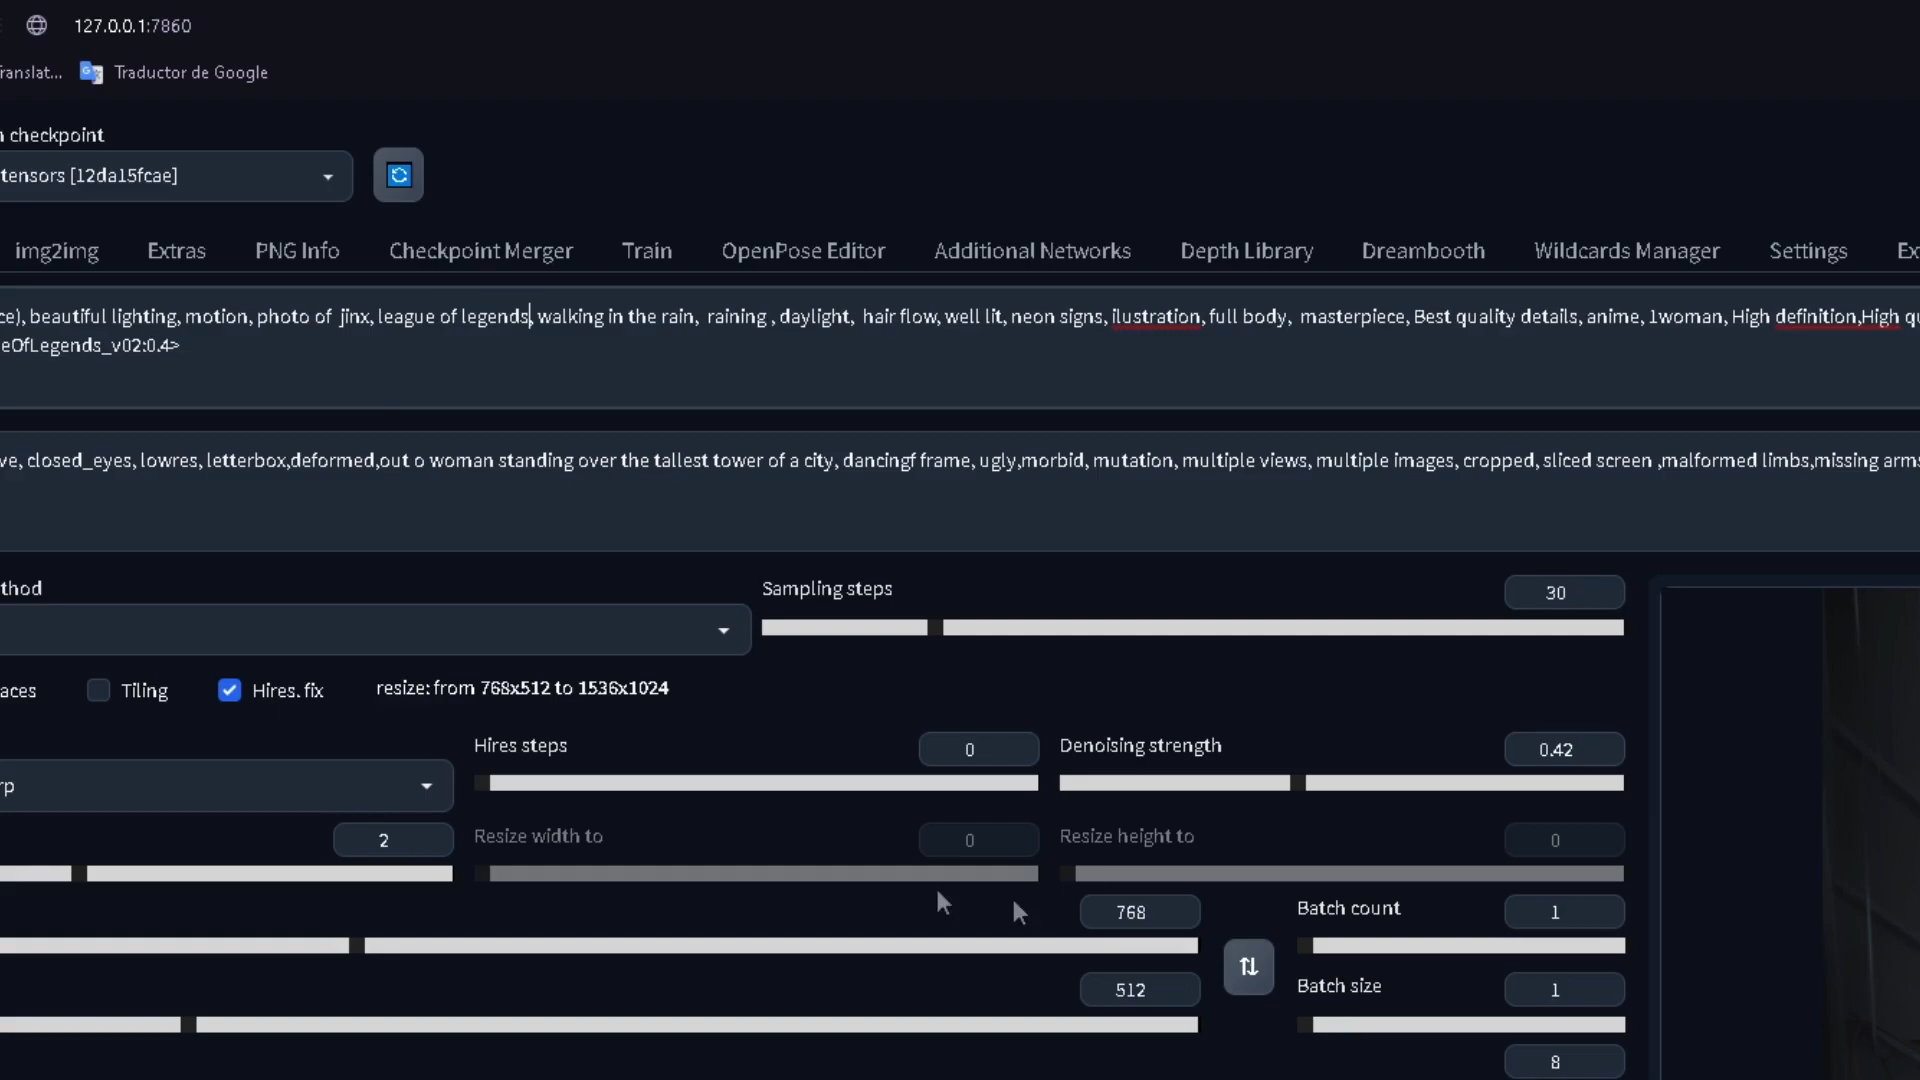 127.0.0.1:7860
ranslat... Traductor de Google
checkpoint
tensors [12da15fcae]
img2img Extras PNG Info Checkpoint Merger Train OpenPose Editor Additional Networks Depth Library Dreambooth Wildcards Manager Settings Ex
ce), beautiful lighting, motion, photo of jinx, league of legends, walking in the rain, raining , daylight, hair flow, well lit, neon signs, ilustration, full body, masterpiece, Best quality details, anime, 1woman, High definition,High qu
eOfLegends_v02:0.4>
ve, closed_eyes, lowres, letterbox,deformed,out o woman standing over the tallest tower of a city, dancingf frame, ugly,morbid, mutation, multiple views, multiple images, cropped, sliced screen ,malformed limbs,missing arms
thod Sampling steps 30
aces Tiling Hires. fix resize: from 768x512 to 1536x1024
Hires steps 0 Denoising strength 0.42
rp
2 Resize width to 0 Resize height to 0
768 Batch count 1
512 Batch size 1
8